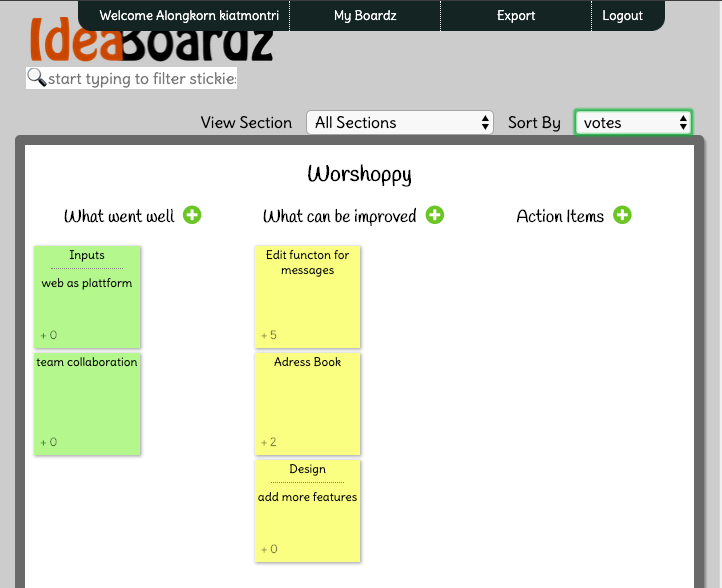 Welcome Alongkorn kiatmontri
My Boardz
Export
Logout
IdeaBoardz
start typing to filter stickies
View Section
All Sections
Sort By
votes
Worshoppy
What went well
What can be improved
Action Items
Inputs
web as plattform
+ 0
team collaboration
+ 0
Edit functon for
messages
+ 5
Adress Book
+ 2
Design
add more features
+ 0